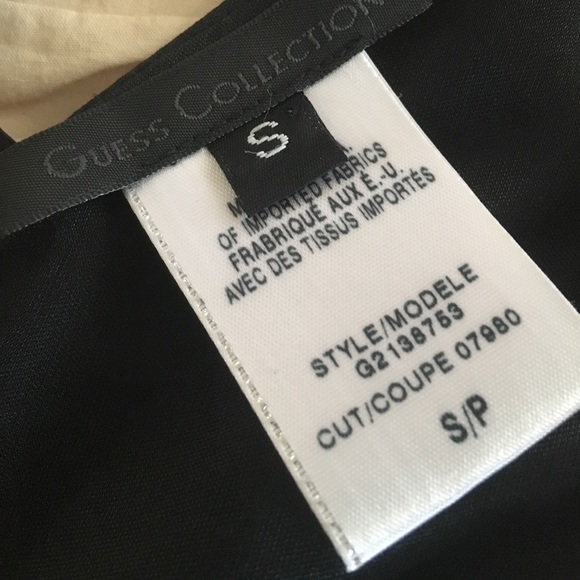 GUESS COLLECTION
S
OF IMPORTED FABRICS
FRABRIQUE AUX É.-U.
AVEC DES TISSUS IMPORTÉS
STYLE/MODELE
G2138753
CUT/COUPE 07980
S/P